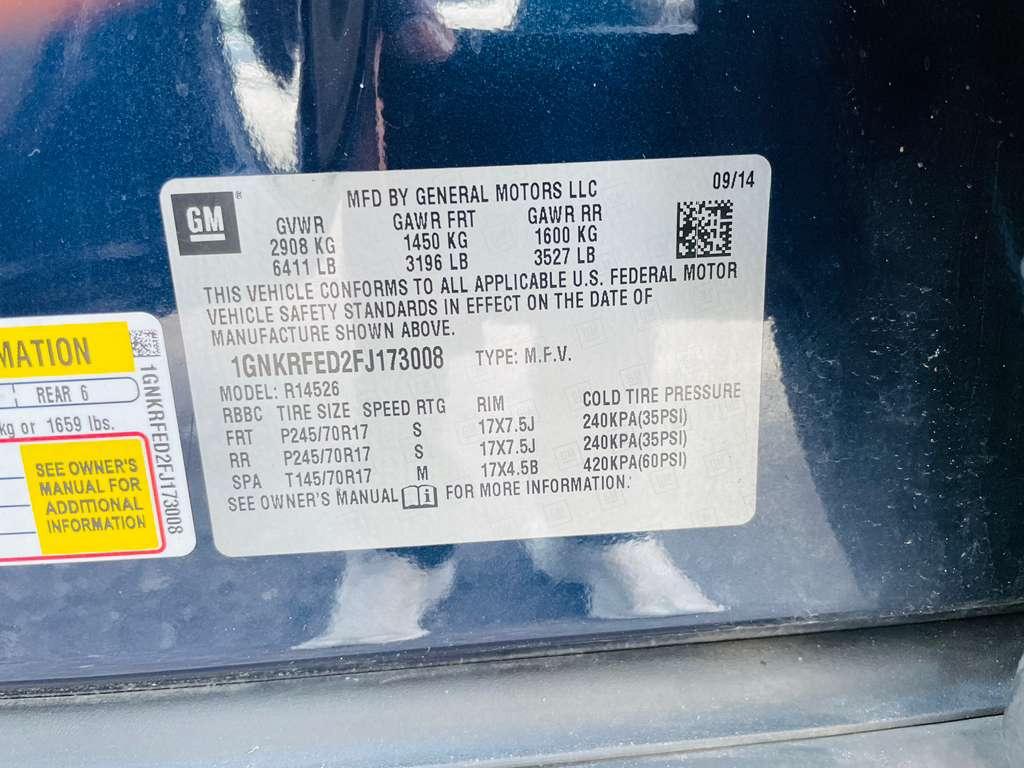 GM
MFD BY GENERAL MOTORS LLC 09/14
GVWR GAWR FRT GAWR RR
2908 KG 1450 KG 1600 KG
6411 LB 3196 LB 3527 LB
THIS VEHICLE CONFORMS TO ALL APPLICABLE U.S. FEDERAL MOTOR
VEHICLE SAFETY STANDARDS IN EFFECT ON THE DATE OF
MANUFACTURE SHOWN ABOVE.
1GNKRFED2FJ173008 TYPE: M.P.V.
MODEL: R14526
RBBC TIRE SIZE SPEED RTG RIM COLD TIRE PRESSURE
FRT P245/70R17 S 17X7.5J 240KPA(35PSI)
RR P245/70R17 S 17X7.5J 240KPA(35PSI)
SPA T145/70R17 M 17X4.5B 420KPA(60PSI)
SEE OWNER'S MANUAL FOR MORE INFORMATION.
MATION
REAR 6
kg or 1659 lbs.
SEE OWNER'S
MANUAL FOR
ADDITIONAL
INFORMATION
1GNKRFED2FJ173008